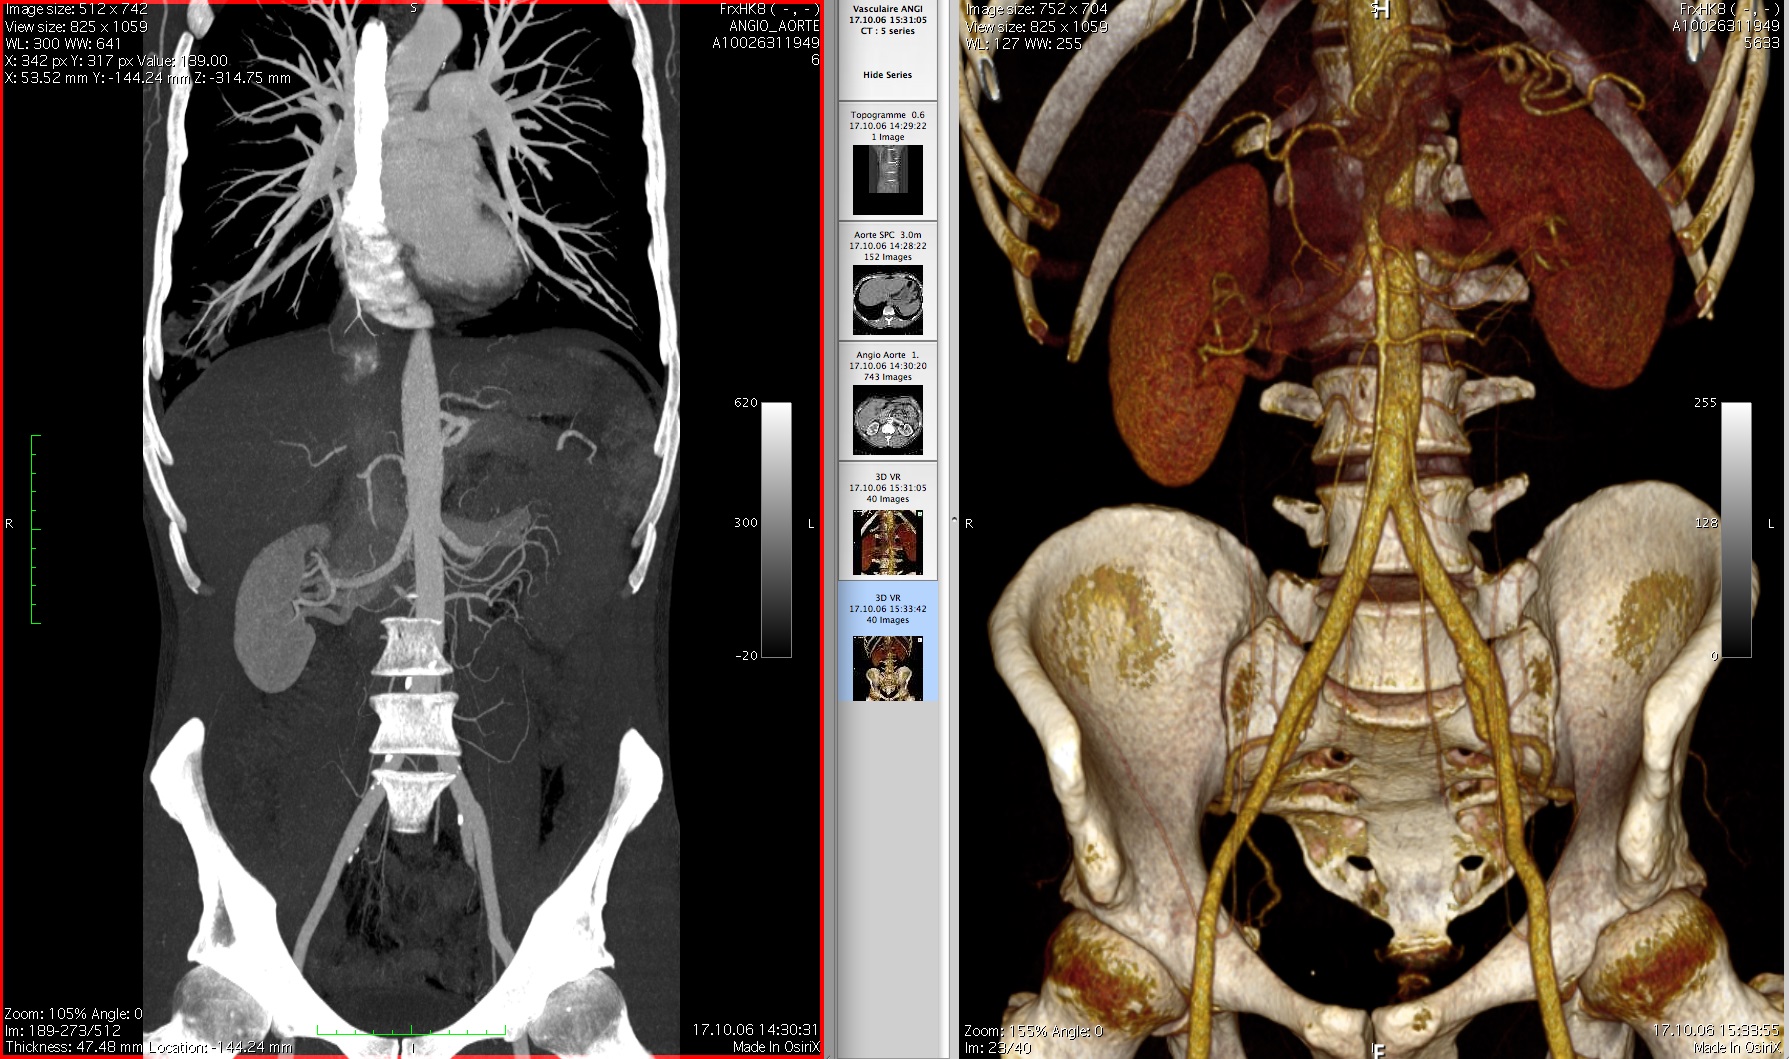 Image size: 512 x 742
View size: 825 x 1059
WL: 300 WW: 641
X: 342 px Y: 317 px Value: 139.00
X: 53.52 mm Y: -144.24 mm Z: -314.75 mm
S
FrxHK8 ( -, - )
ANGIO_AORTE
A10026311949
6
R
620
300
-20
L
Zoom: 105% Angle: 0
Im: 189-273/512
Thickness: 47.48 mm Location: -144.24 mm
I
17.10.06 14:30:31
Made In OsiriX
Vasculaire ANGI
17.10.06 15:31:05
CT : 5 series
Hide Series
Topogramme 0.6
17.10.06 14:29:22
1 Image
Aorte SPC 3.0m
17.10.06 14:28:22
152 Images
Angio Aorte 1.
17.10.06 14:30:20
743 Images
3D VR
17.10.06 15:31:05
40 Images
3D VR
17.10.06 15:33:42
40 Images
Image size: 752 x 704
View size: 825 x 1059
WL: 127 WW: 255
H
FrxHK8 ( -, - )
A10026311949
5633
R
255
128
0
L
Zoom: 155% Angle: 0
Im: 23/40
F
17.10.06 15:33:55
Made In OsiriX